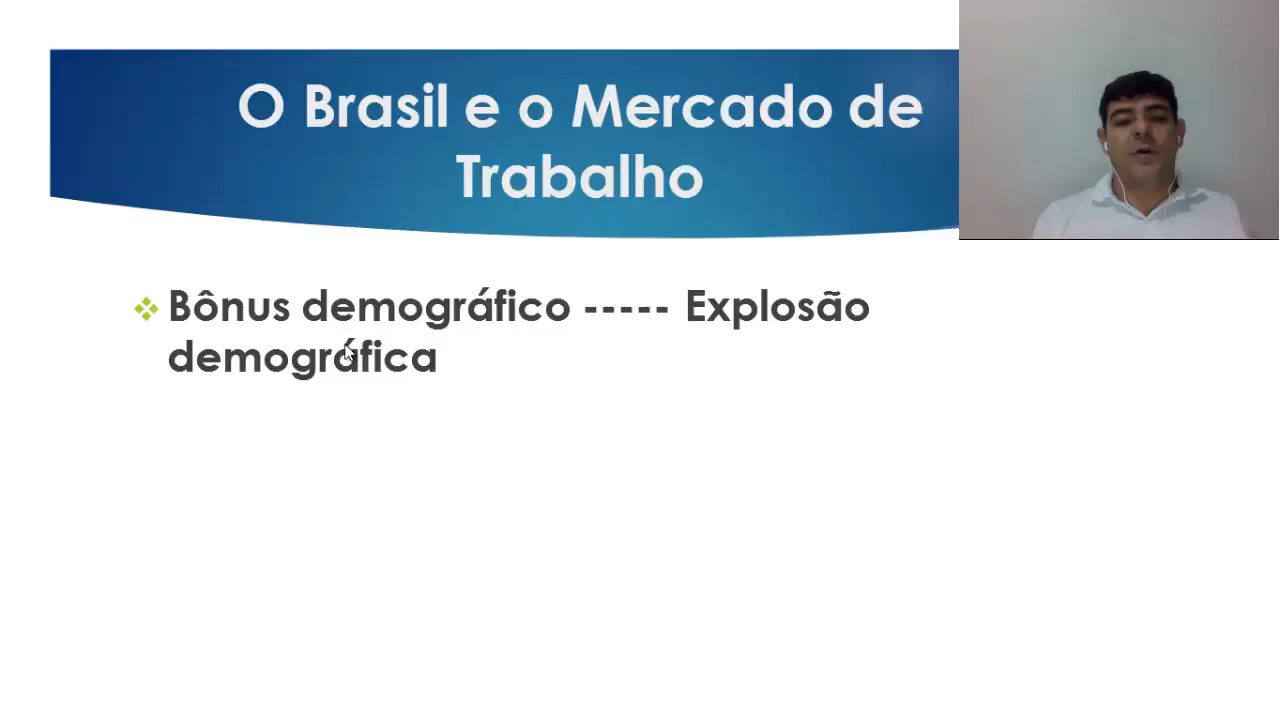 O Brasil e o Mercado de
Trabalho
Bônus demográfico ----- Explosão
demográfica